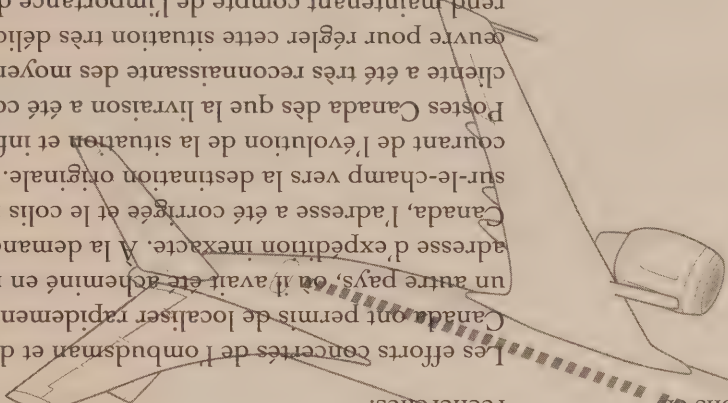 recherches.
Les efforts concertés de l'ombudsman et d
Canada ont permis de localiser rapidemen
un autre pays, où il avait été acheminé en
adresse d'expédition inexacte. À la deman
Canada, l'adresse a été corrigée et le colis
sur-le-champ vers la destination originale.
courant de l'évolution de la situation et inf
Postes Canada dès que la livraison a été co
cliente a été très reconnaissante des moyen
œuvre pour régler cette situation très délic
rend maintenant compte de l'importance d